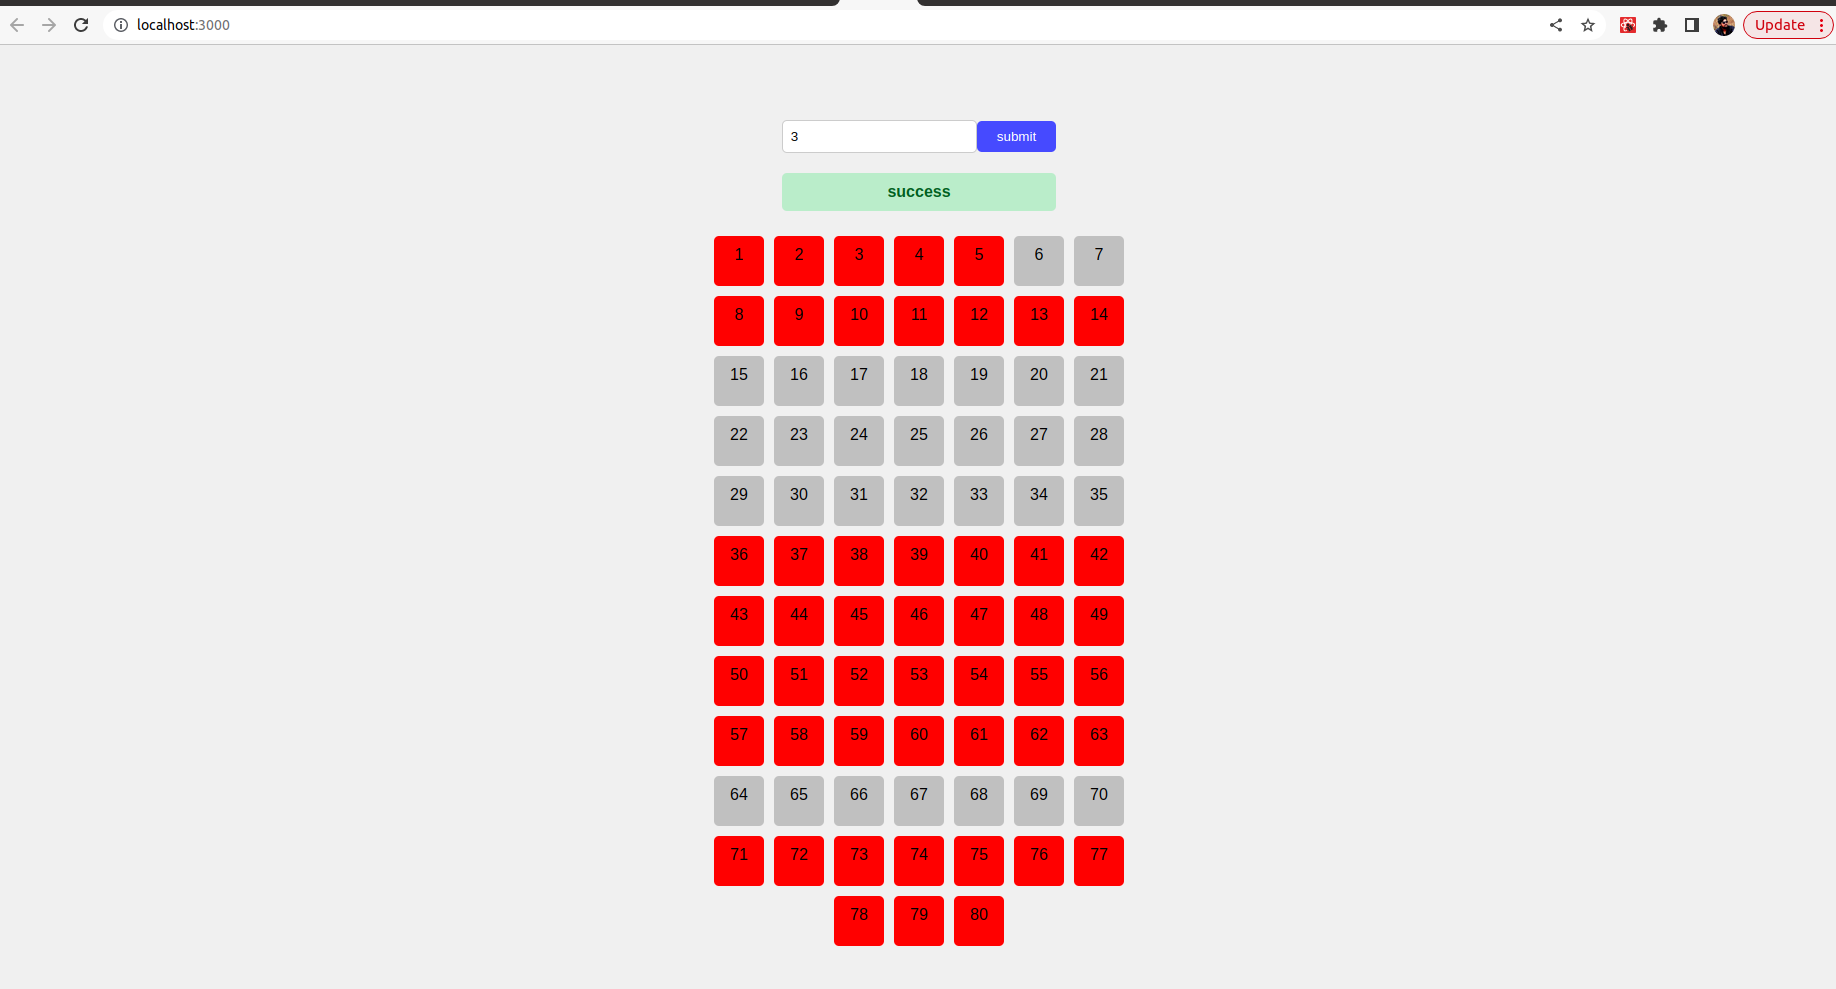 localhost:3000
Update
3 submit
success
1 2 3 4 5 6 7
8 9 10 11 12 13 14
15 16 17 18 19 20 21
22 23 24 25 26 27 28
29 30 31 32 33 34 35
36 37 38 39 40 41 42
43 44 45 46 47 48 49
50 51 52 53 54 55 56
57 58 59 60 61 62 63
64 65 66 67 68 69 70
71 72 73 74 75 76 77
78 79 80